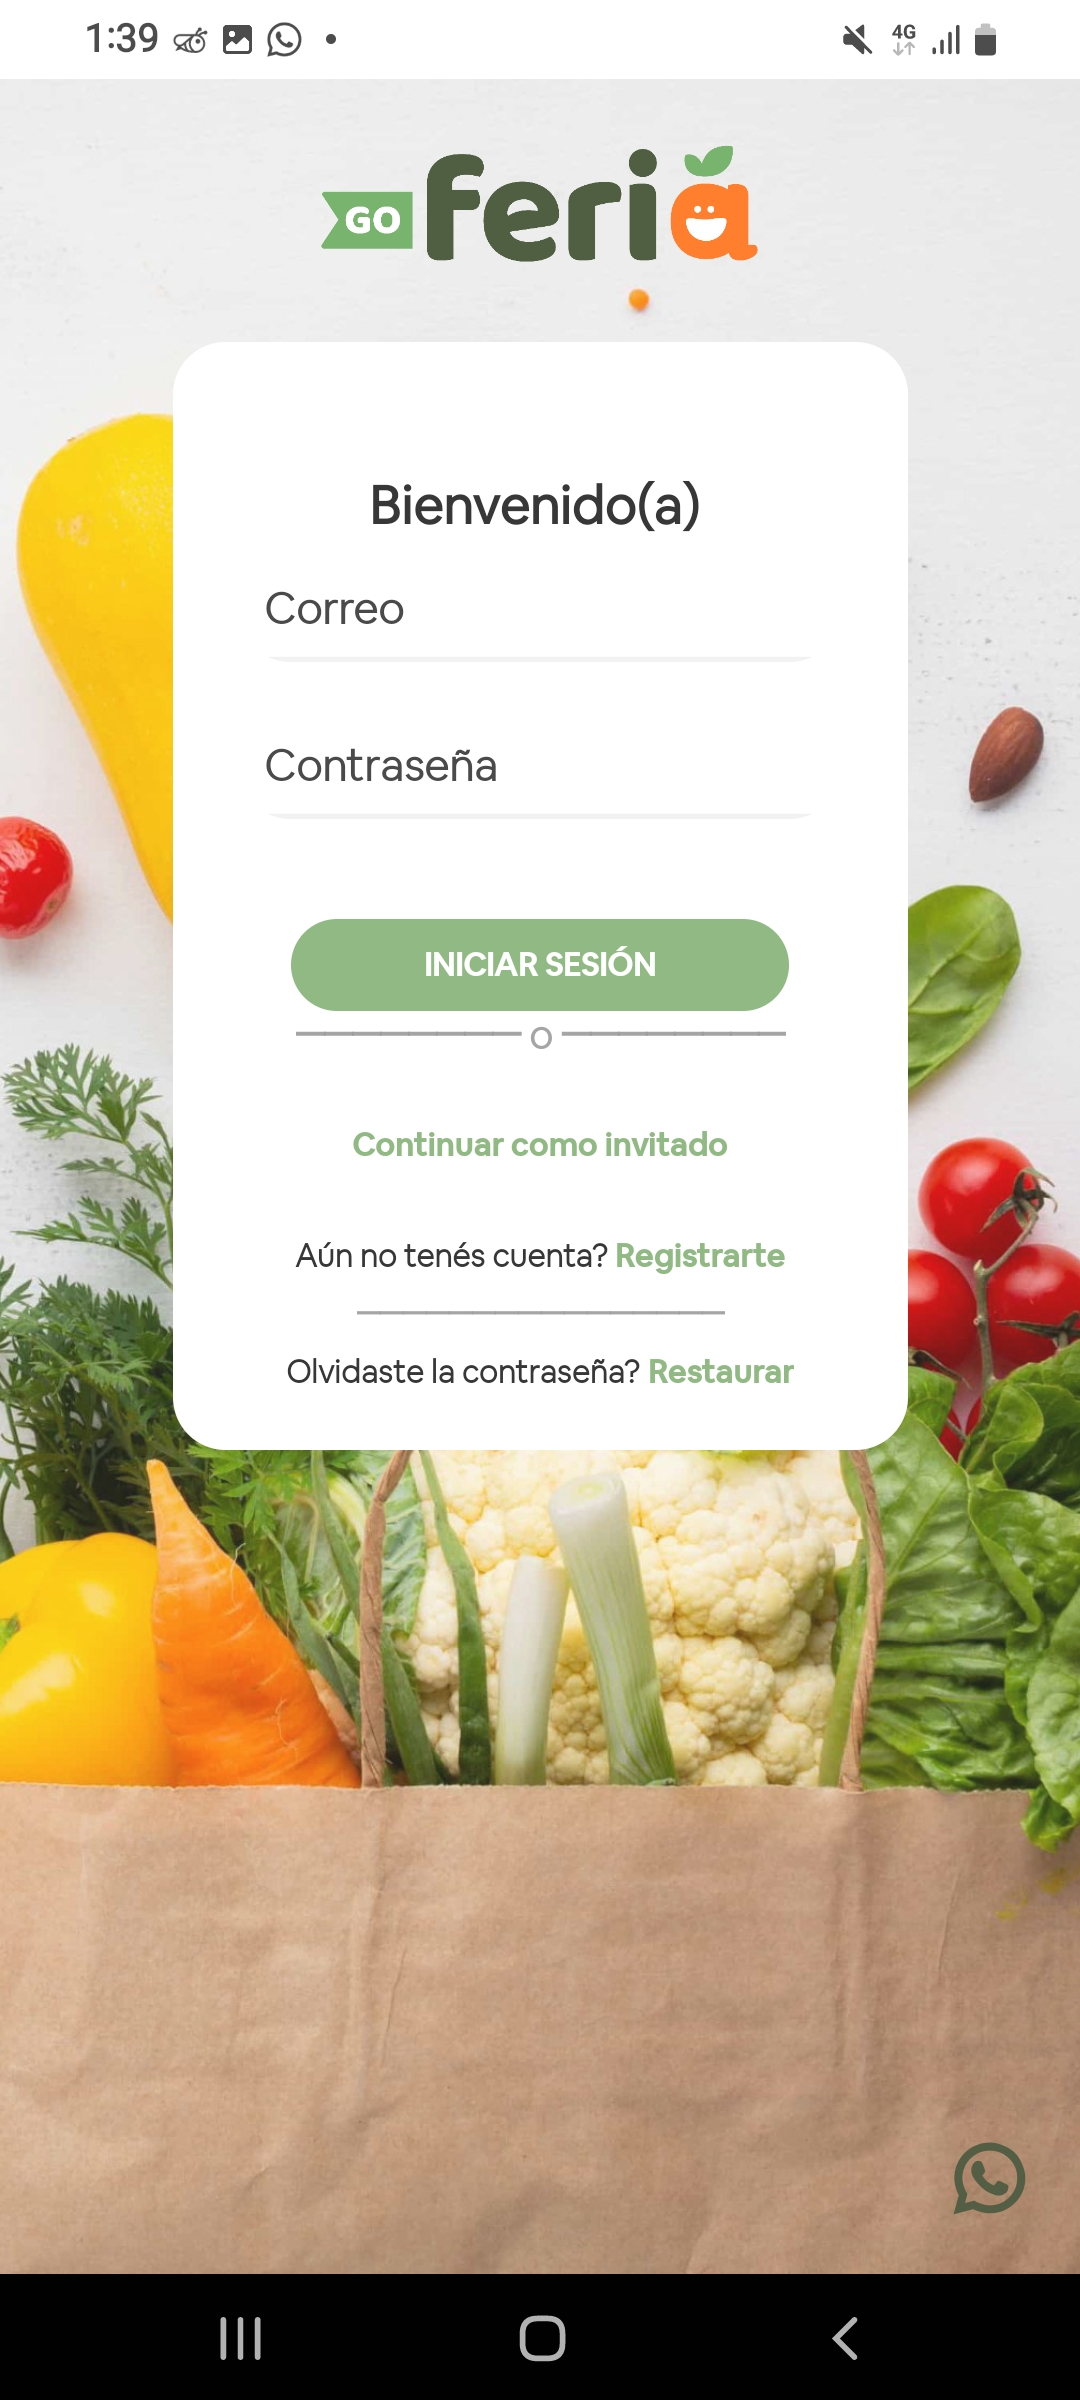 1:39
4G
GO feria
Bienvenido(a)
Correo
Contraseña
INICIAR SESIÓN
O
Continuar como invitado
Aún no tenés cuenta? Registrarte
Olvidaste la contraseña? Restaurar